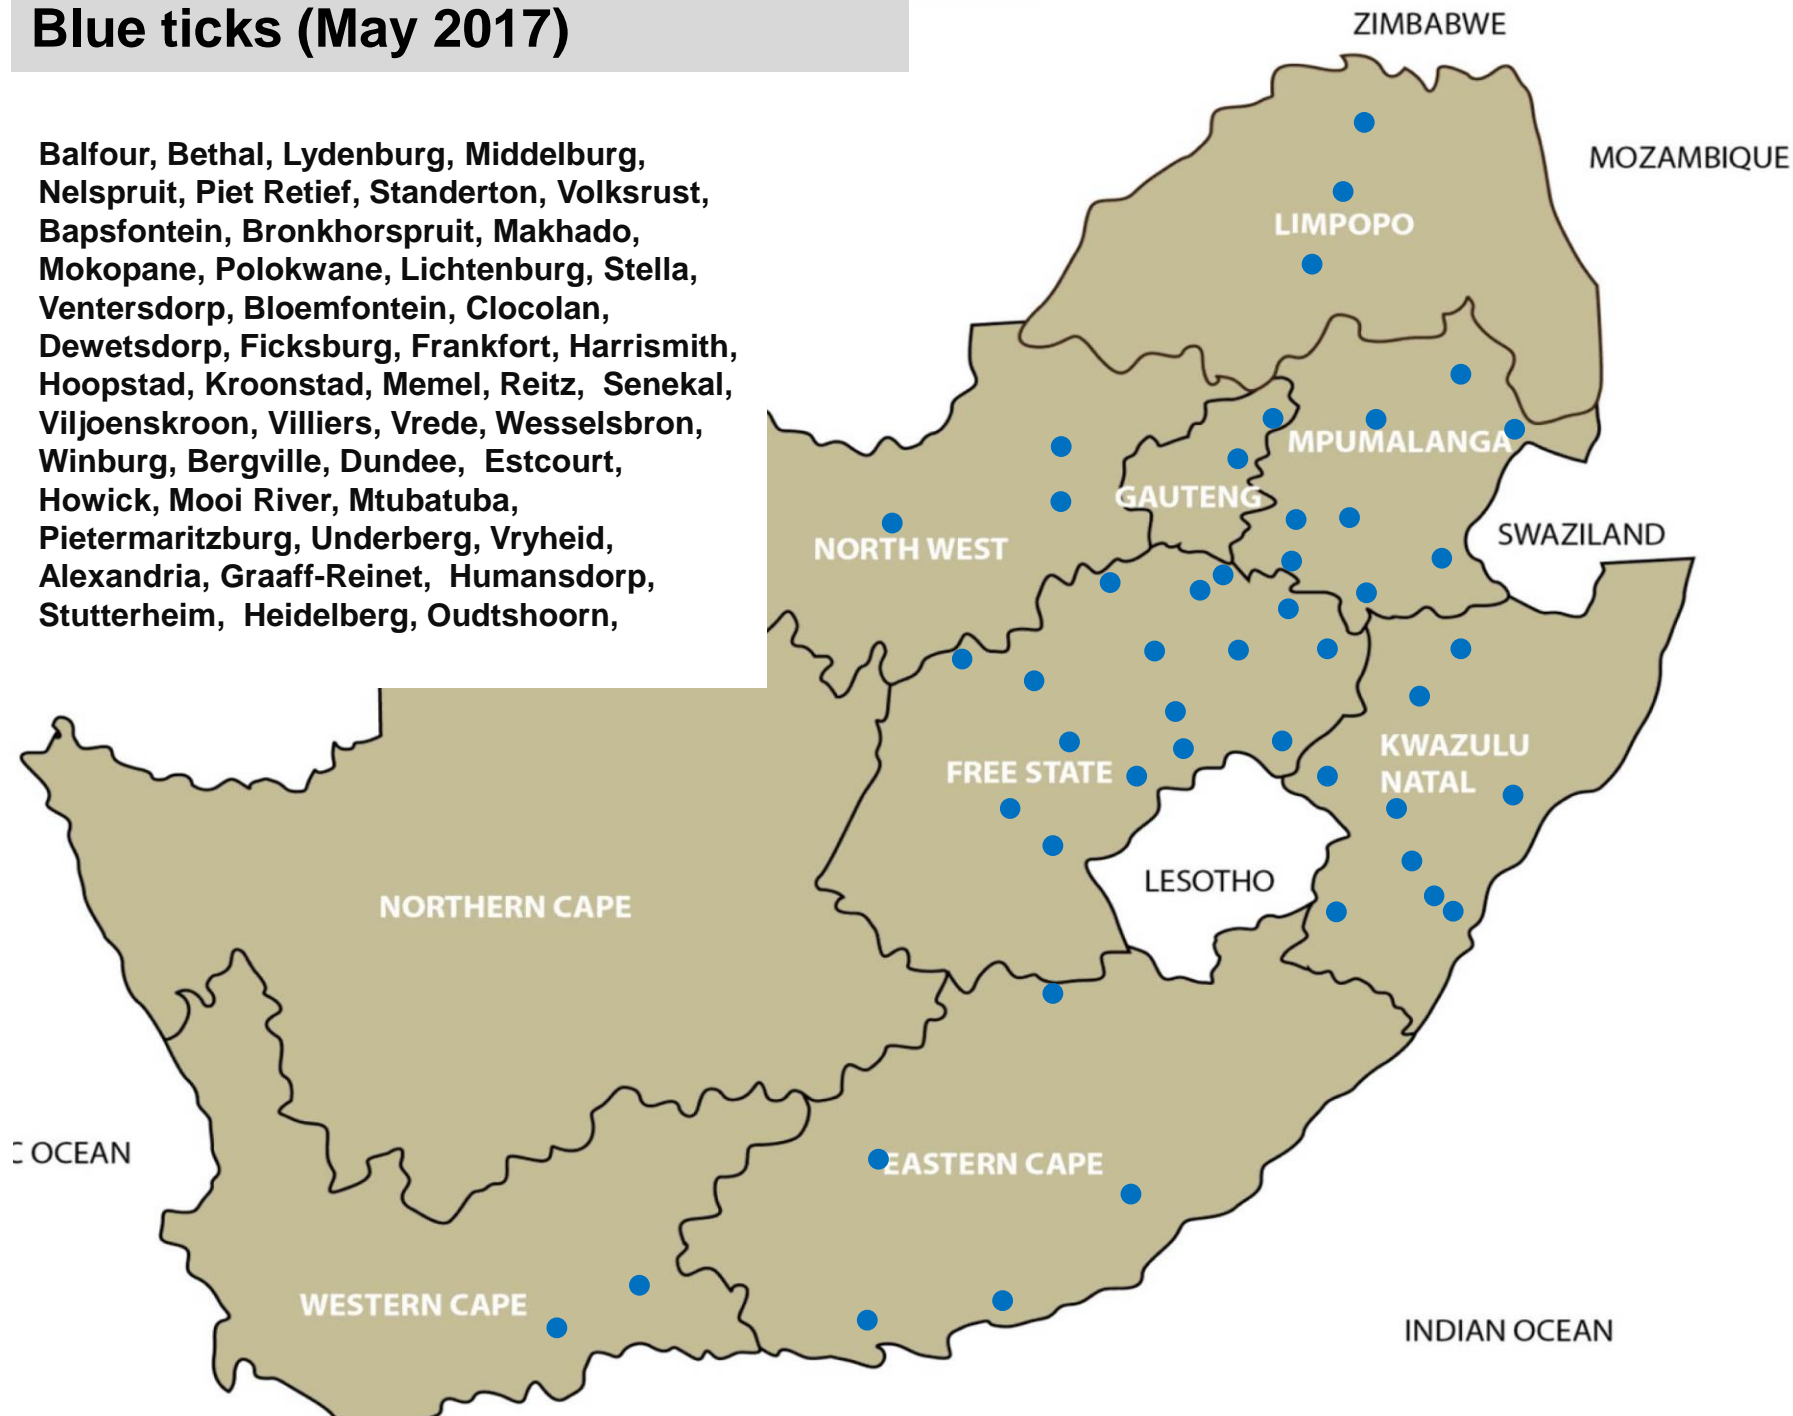 Blue ticks (May 2017)
Balfour, Bethal, Lydenburg, Middelburg,
Nelspruit, Piet Retief, Standerton, Volksrust,
Bapsfontein, Bronkhorspruit, Makhado,
Mokopane, Polokwane, Lichtenburg, Stella,
Ventersdorp, Bloemfontein, Clocolan,
Dewetsdorp, Ficksburg, Frankfort, Harrismith,
Hoopstad, Kroonstad, Memel, Reitz, Senekal,
Viljoenskroon, Villiers, Vrede, Wesselsbron,
Winburg, Bergville, Dundee, Estcourt,
Howick, Mooi River, Mtubatuba,
Pietermaritzburg, Underberg, Vryheid,
Alexandria, Graaff-Reinet, Humansdorp,
Stutterheim, Heidelberg, Oudtshoorn,
ZIMBABWE
MOZAMBIQUE
LIMPOPO
MPUMALANGA
GAUTENG
SWAZILAND
NORTH WEST
KWAZULU
NATAL
FREE STATE
LESOTHO
NORTHERN CAPE
C OCEAN
EASTERN CAPE
WESTERN CAPE
INDIAN OCEAN